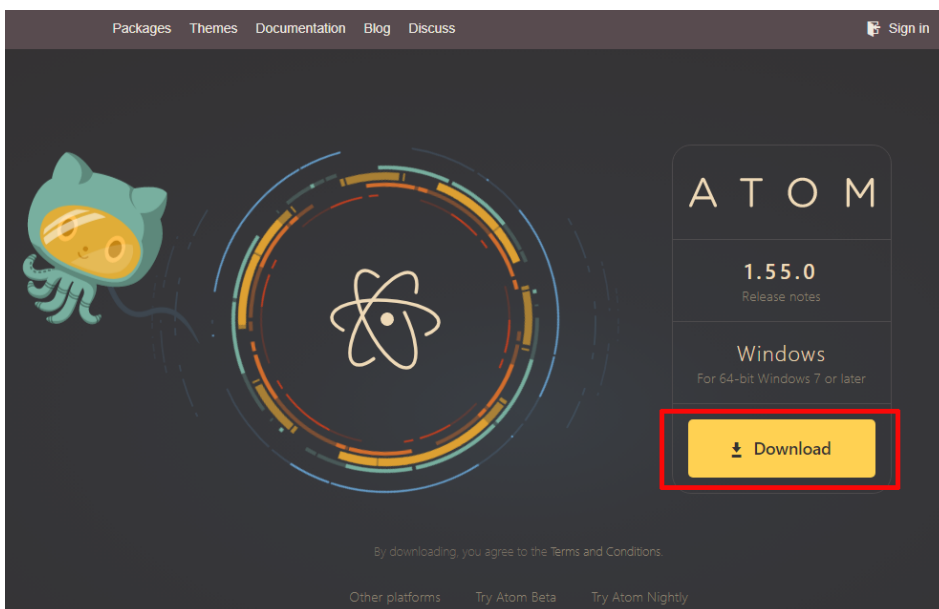 Packages Themes Documentation Blog Discuss Sign in
ATOM
1.55.0
Release notes
Windows
For 64-bit Windows 7 or later
Download
By downloading, you agree to the Terms and Conditions.
Other platforms Try Atom Beta Try Atom Nightly